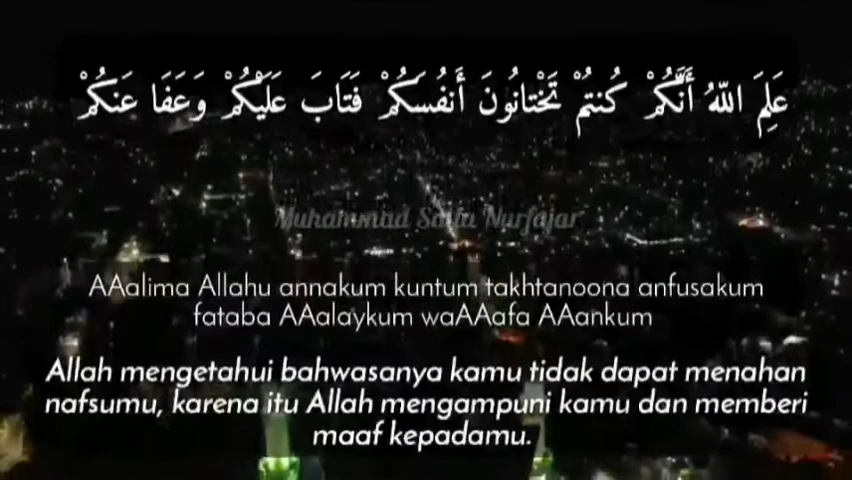 عَلِمَ اللّٰهُ أَنَّكُمْ كُنتُمْ تَخْتَانُونَ أَنفُسَكُمْ فَتَابَ عَلَيْكُمْ وَعَفَا عَنكُمْ
Muhammad Saifa Nurfajar
AAalima Allahu annakum kuntum takhtanoona anfusakum
fataba AAalaykum waAAafa AAankum
Allah mengetahui bahwasanya kamu tidak dapat menahan
nafsumu, karena itu Allah mengampuni kamu dan memberi
maaf kepadamu.